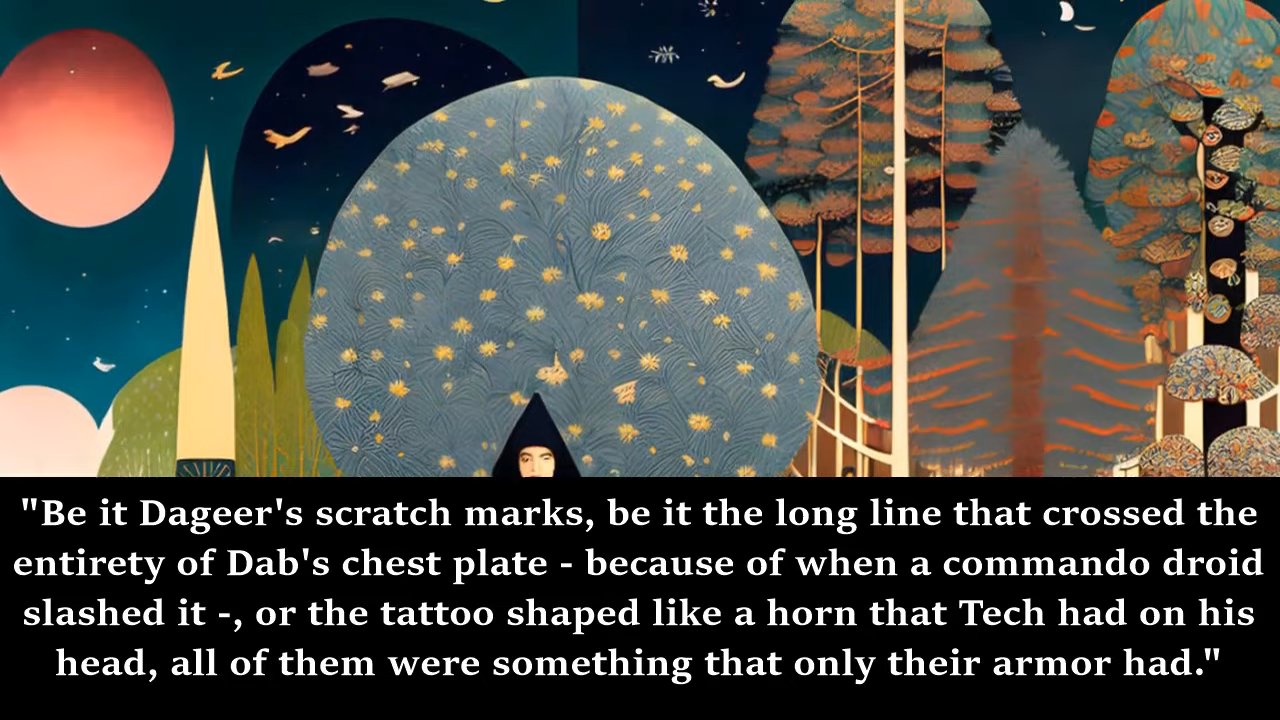 "Be it Dageer's scratch marks, be it the long line that crossed the
entirety of Dab's chest plate - because of when a commando droid
slashed it -, or the tattoo shaped like a horn that Tech had on his
head, all of them were something that only their armor had."